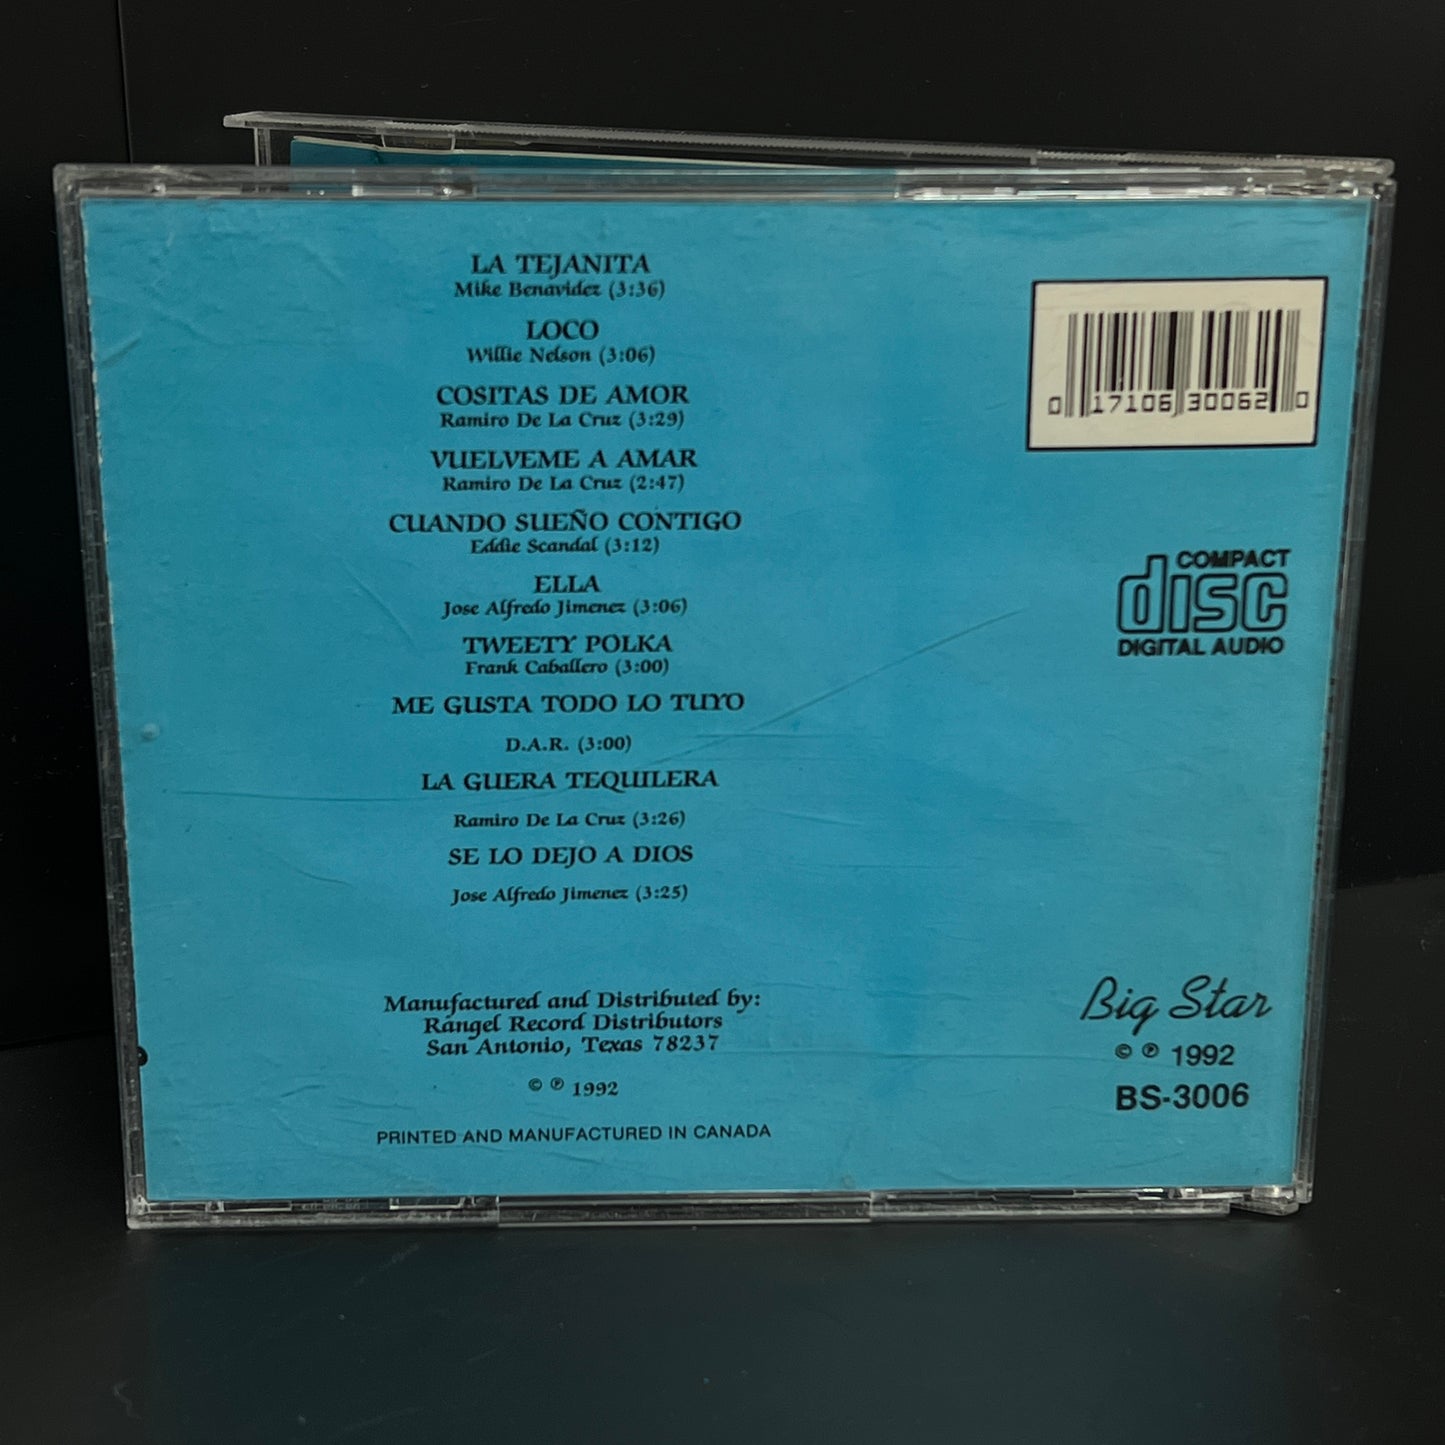 LA TEJANITA
Mike Benavidez (3:36)
LOCO
Willie Nelson (3:06)
COSITAS DE AMOR
Ramiro De La Cruz (3:29)
VUELVEME A AMAR
Ramiro De La Cruz (2:47)
CUANDO SUEÑO CONTIGO
Eddie Scandal (3:12)
ELLA
Jose Alfredo Jimenez (3:06)
TWEETY POLKA
Frank Caballero (3:00)
ME GUSTA TODO LO TUYO
D.A.R. (3:00)
LA GUERA TEQUILERA
Ramiro De La Cruz (3:26)
SE LO DEJO A DIOS
Jose Alfredo Jimenez (3:25)
Manufactured and Distributed by:
Rangel Record Distributors
San Antonio, Texas 78237
© ℗ 1992
PRINTED AND MANUFACTURED IN CANADA
0 17106 30062 0
COMPACT
disc
DIGITAL AUDIO
Big Star
© ℗ 1992
BS-3006